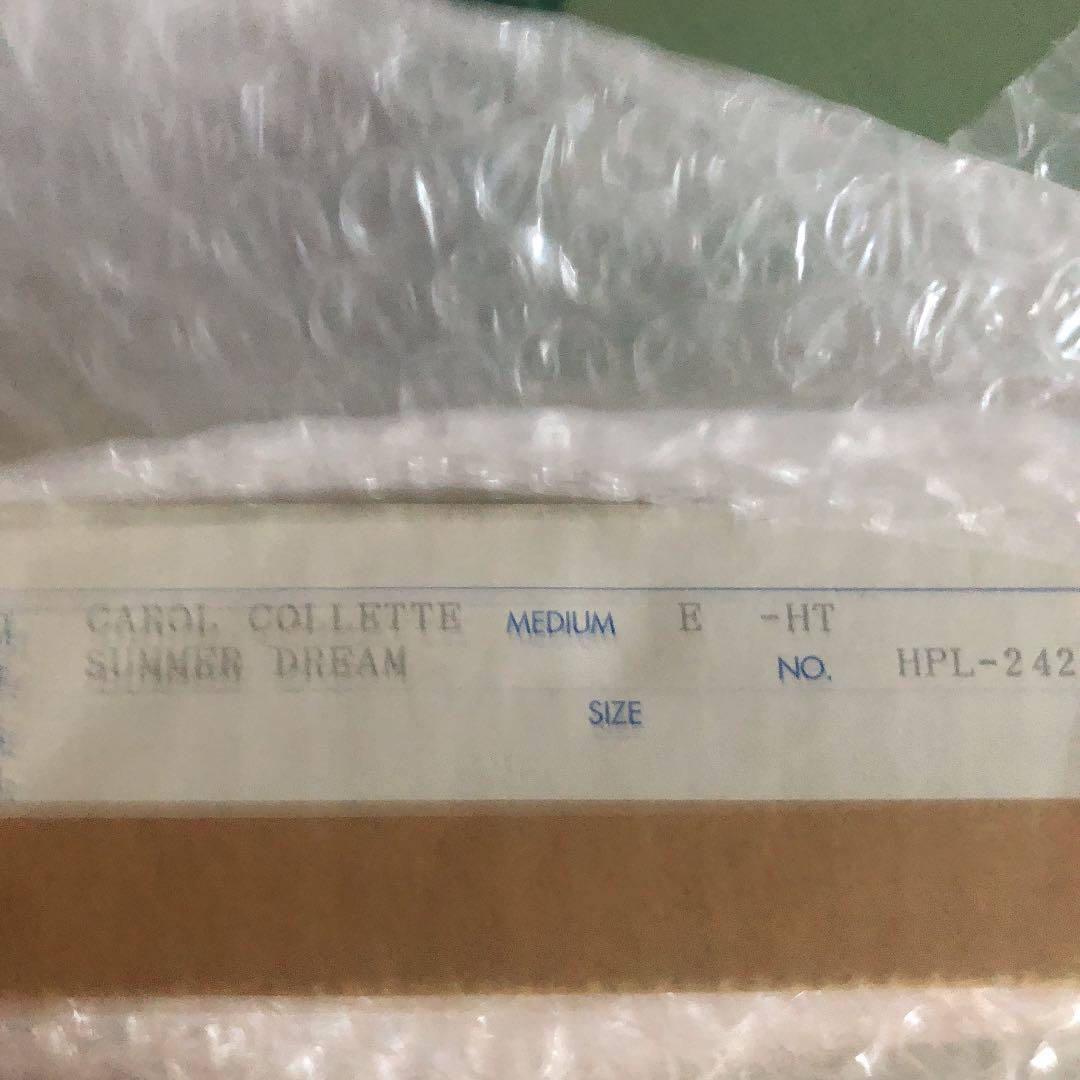 CAROL COLLETTE MEDIUM E -HT
SUMMER DREAM NO. HPL-242
SIZE